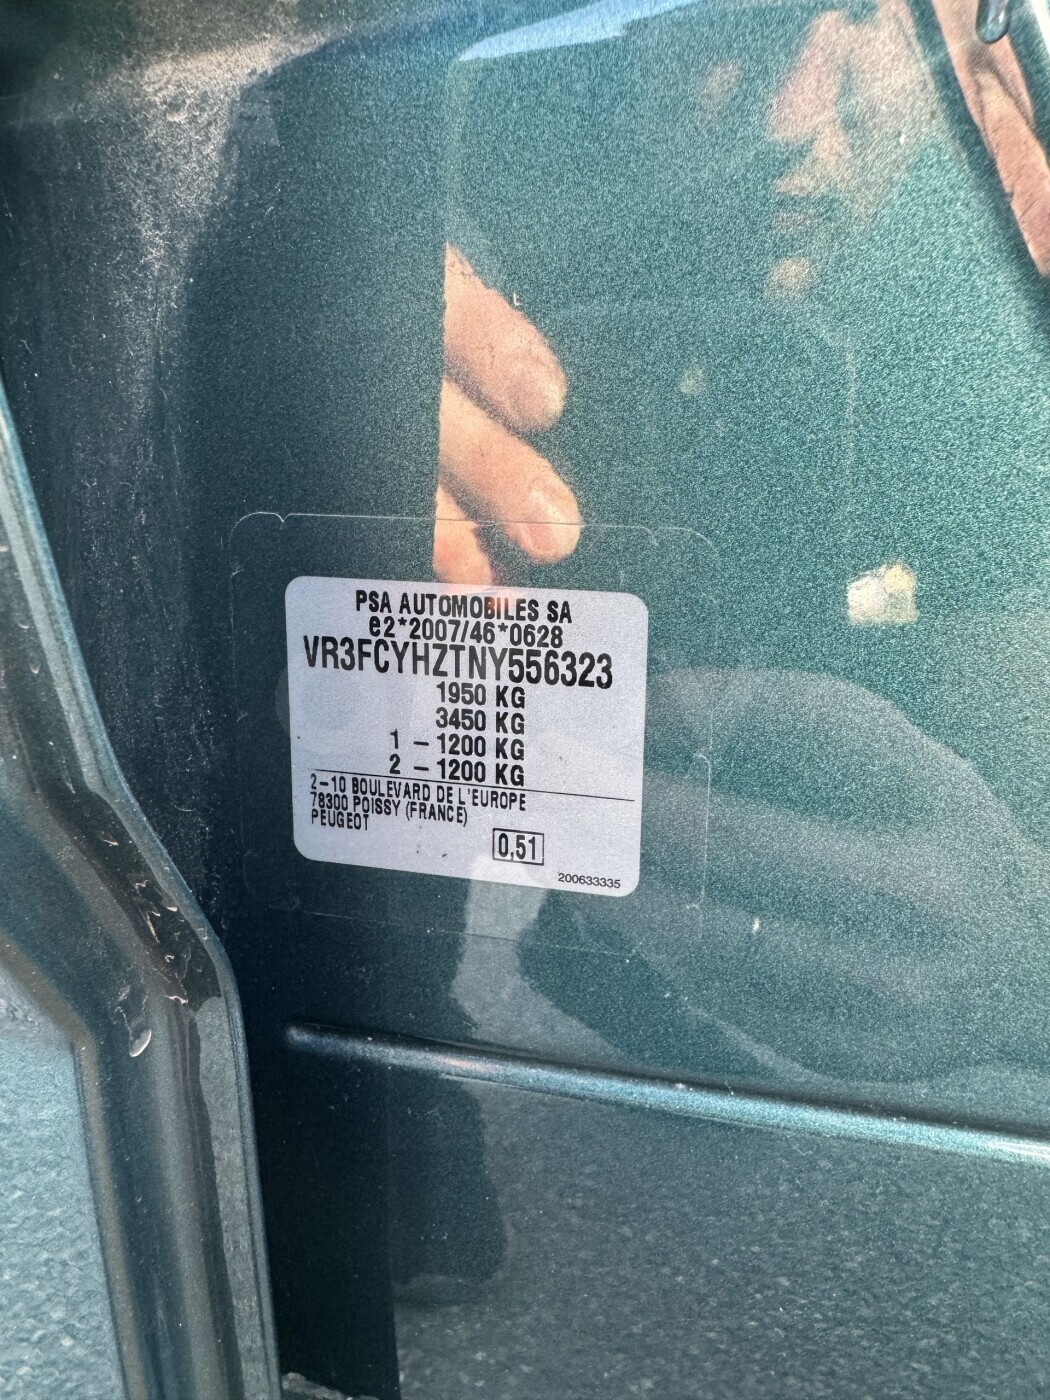 PSA AUTOMOBILES SA
e2*2007/46*0628
VR3FCYHZTNY556323
1950 KG
3450 KG
1 – 1200 KG
2 – 1200 KG
2–10 BOULEVARD DE L'EUROPE
78300 POISSY (FRANCE)
PEUGEOT
0,51
200633335